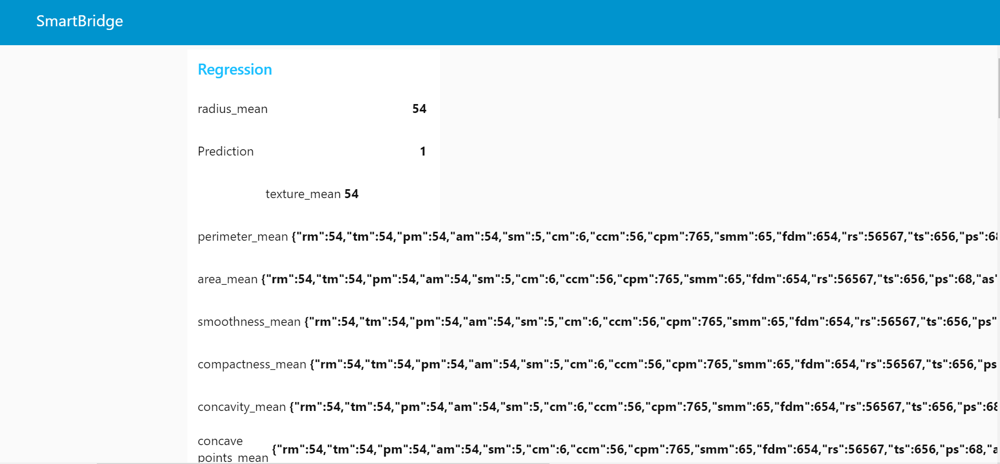 SmartBridge
Regression
radius_mean 54
Prediction 1
texture_mean 54
perimeter_mean {"rm":54,"tm":54,"pm":54,"am":54,"sm":5,"cm":6,"ccm":56,"cpm":765,"smm":65,"fdm":654,"rs":56567,"ts":656,"ps":68
area_mean {"rm":54,"tm":54,"pm":54,"am":54,"sm":5,"cm":6,"ccm":56,"cpm":765,"smm":65,"fdm":654,"rs":56567,"ts":656,"ps":68,"as"
smoothness_mean {"rm":54,"tm":54,"pm":54,"am":54,"sm":5,"cm":6,"ccm":56,"cpm":765,"smm":65,"fdm":654,"rs":56567,"ts":656,"ps"
compactness_mean {"rm":54,"tm":54,"pm":54,"am":54,"sm":5,"cm":6,"ccm":56,"cpm":765,"smm":65,"fdm":654,"rs":56567,"ts":656,"ps
concavity_mean {"rm":54,"tm":54,"pm":54,"am":54,"sm":5,"cm":6,"ccm":56,"cpm":765,"smm":65,"fdm":654,"rs":56567,"ts":656,"ps":68
concave
points_mean {"rm":54,"tm":54,"pm":54,"am":54,"sm":5,"cm":6,"ccm":56,"cpm":765,"smm":65,"fdm":654,"rs":56567,"ts":656,"ps":68,"a